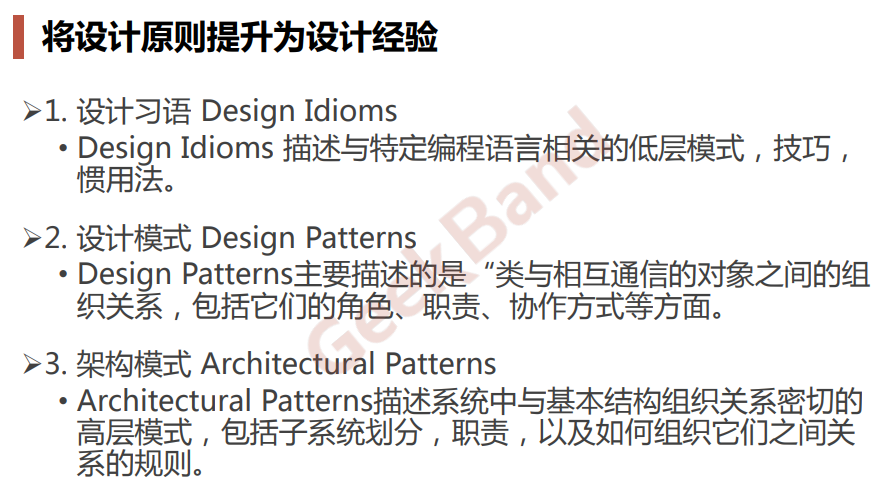 将设计原则提升为设计经验
➢1. 设计习语 Design Idioms
• Design Idioms 描述与特定编程语言相关的低层模式，技巧，
惯用法。
➢2. 设计模式 Design Patterns
• Design Patterns主要描述的是“类与相互通信的对象之间的组
织关系，包括它们的角色、职责、协作方式等方面。
➢3. 架构模式 Architectural Patterns
• Architectural Patterns描述系统中与基本结构组织关系密切的
高层模式，包括子系统划分，职责，以及如何组织它们之间关
系的规则。
GeekBand